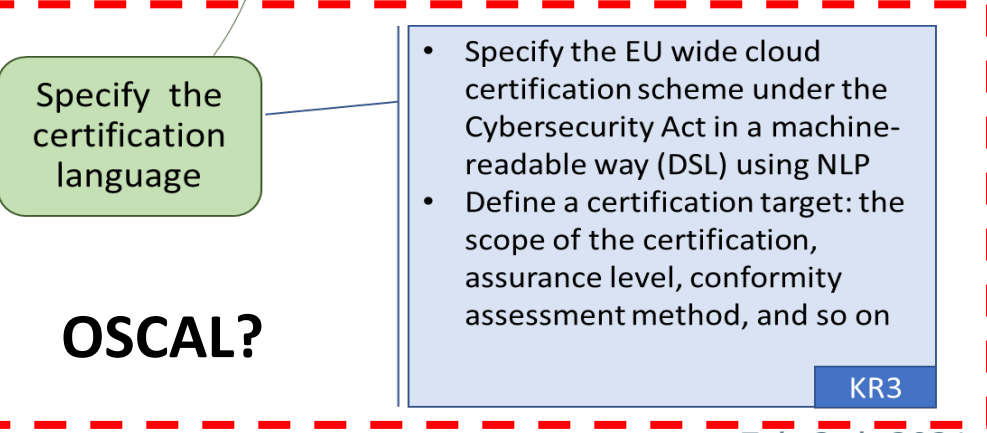 Specify the
certification
language
• Specify the EU wide cloud
certification scheme under the
Cybersecurity Act in a machine-
readable way (DSL) using NLP
• Define a certification target: the
scope of the certification,
assurance level, conformity
assessment method, and so on
OSCAL?
KR3